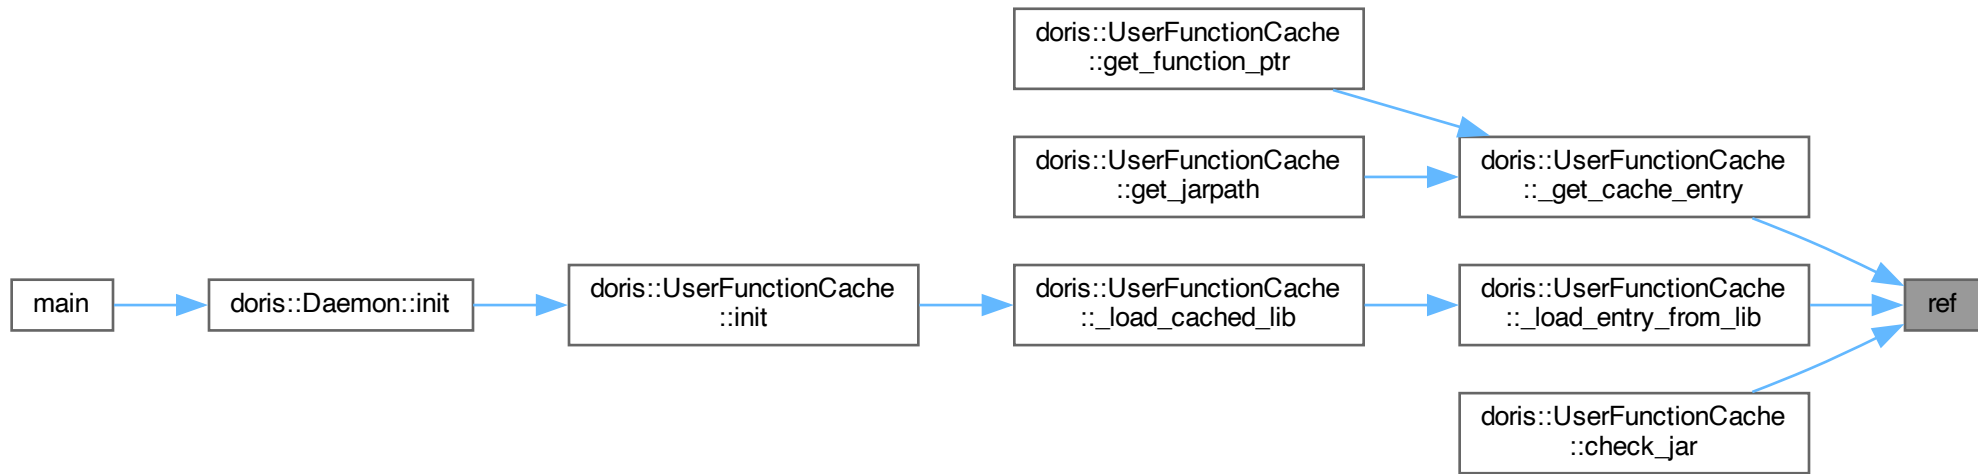 doris::UserFunctionCache
::get_function_ptr
doris::UserFunctionCache
::get_jarpath
doris::UserFunctionCache
::_get_cache_entry
main
doris::Daemon::init
doris::UserFunctionCache
::init
doris::UserFunctionCache
::_load_cached_lib
doris::UserFunctionCache
::_load_entry_from_lib
ref
doris::UserFunctionCache
::check_jar